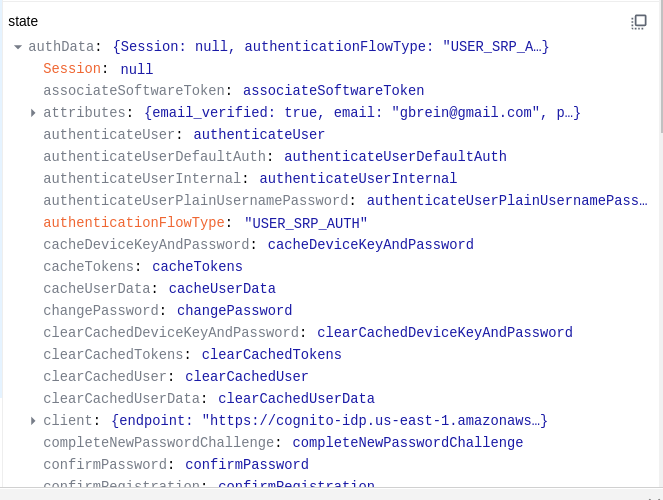 state
authData: {Session: null, authenticationFlowType: "USER_SRP_A…}
Session: null
associateSoftwareToken: associateSoftwareToken
attributes: {email_verified: true, email: "gbrein@gmail.com", p…}
authenticateUser: authenticateUser
authenticateUserDefaultAuth: authenticateUserDefaultAuth
authenticateUserInternal: authenticateUserInternal
authenticateUserPlainUsernamePassword: authenticateUserPlainUsernamePass…
authenticationFlowType: "USER_SRP_AUTH"
cacheDeviceKeyAndPassword: cacheDeviceKeyAndPassword
cacheTokens: cacheTokens
cacheUserData: cacheUserData
changePassword: changePassword
clearCachedDeviceKeyAndPassword: clearCachedDeviceKeyAndPassword
clearCachedTokens: clearCachedTokens
clearCachedUser: clearCachedUser
clearCachedUserData: clearCachedUserData
client: {endpoint: "https://cognito-idp.us-east-1.amazonaws…}
completeNewPasswordChallenge: completeNewPasswordChallenge
confirmPassword: confirmPassword
confirmRegistration: confirmRegistration